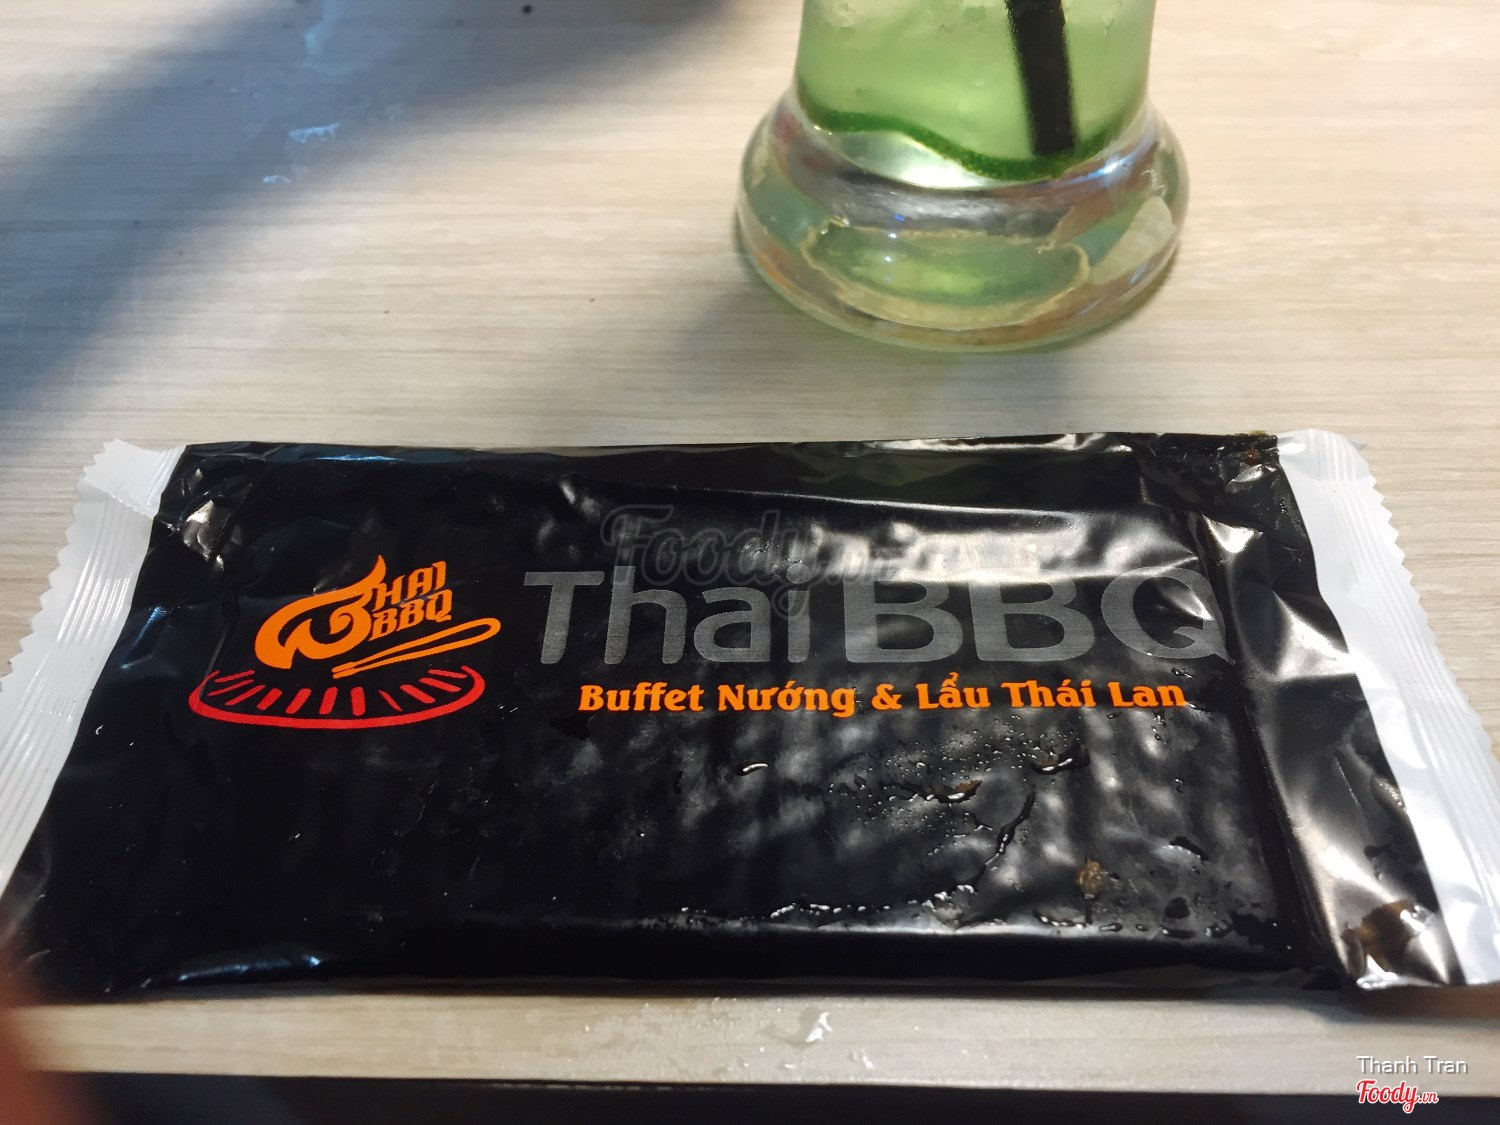 Foody.vn
THAI
BBQ
Thai BBQ
Buffet Nướng & Lẩu Thái Lan
Thanh Tran
Foody.vn